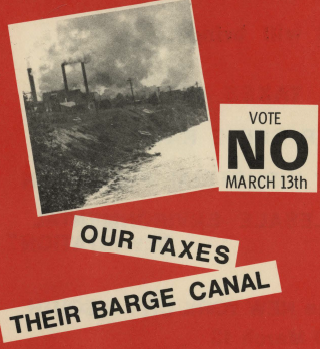 VOTE
NO
MARCH 13th
OUR TAXES
THEIR BARGE CANAL